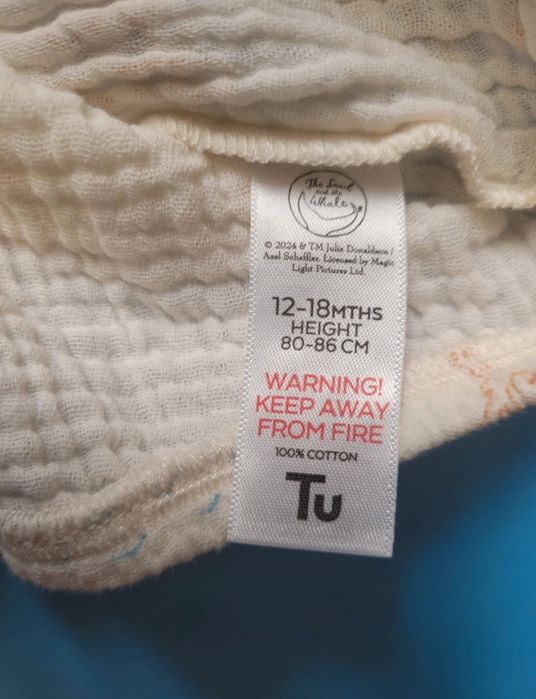 The Snail
and the
Whale
© 2024 & TM Julia Donaldson /
Axel Scheffler. Licensed by Magic
Light Pictures Ltd.
12-18MTHS
HEIGHT
80-86 CM
WARNING!
KEEP AWAY
FROM FIRE
100% COTTON
Tu